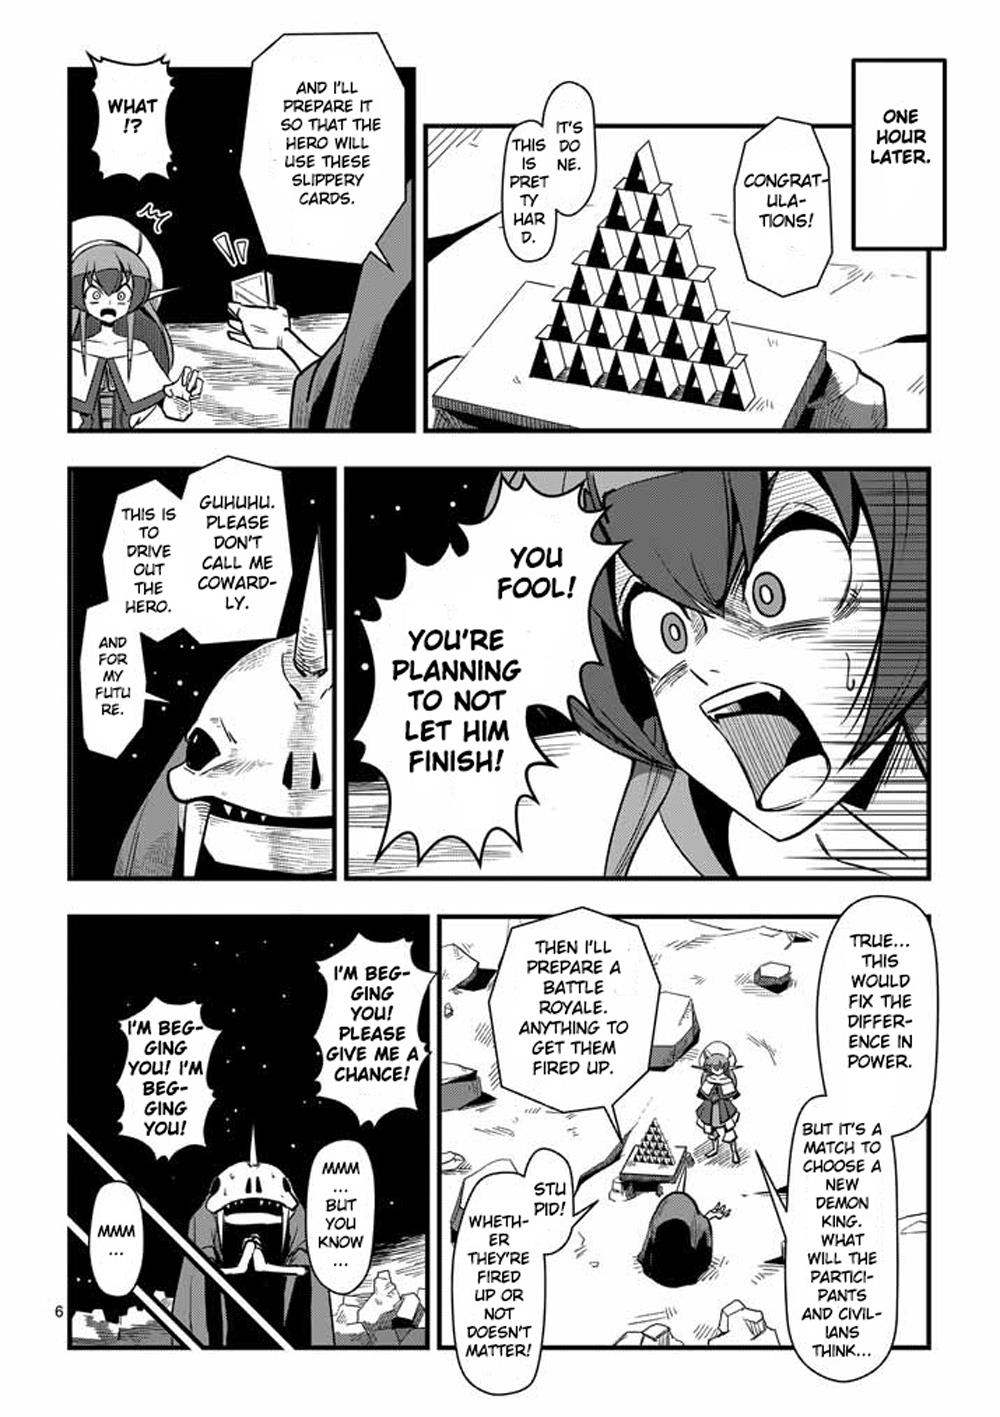 ONE
HOUR
LATER.
CONGRAT-
ULA-
TIONS!
IT'S
DO
NE.
THIS
IS
PRET
TY
HAR
D.
AND I'LL
PREPARE IT
SO THAT THE
HERO WILL
USE THESE
SLIPPERY
CARDS.
WHAT
!?
YOU
FOOL!
YOU'RE
PLANNING
TO NOT
LET HIM
FINISH!
GUHUHU.
PLEASE
DON'T
CALL ME
COWARD-
LY.
THIS IS
TO
DRIVE
OUT
THE
HERO.
AND
FOR
MY
FUTU
RE.
TRUE...
THIS
WOULD
FIX THE
DIFFER-
ENCE IN
POWER.
BUT IT'S A
MATCH TO
CHOOSE A
NEW
DEMON
KING.
WHAT
WILL THE
PARTICI-
PANTS
AND CIVIL-
IANS
THINK...
THEN I'LL
PREPARE A
BATTLE
ROYALE.
ANYTHING TO
GET THEM
FIRED UP.
STU
PID!
WHETH-
ER
THEY'RE
FIRED
UP OR
NOT
DOESN'T
MATTER!
I'M BEG-
GING
YOU!
PLEASE
GIVE ME A
CHANCE!
I'M BEG-
GING
YOU! I'M
BEG-
GING
YOU!
MMM
...
BUT
YOU
KNOW
...
MMM
...
6